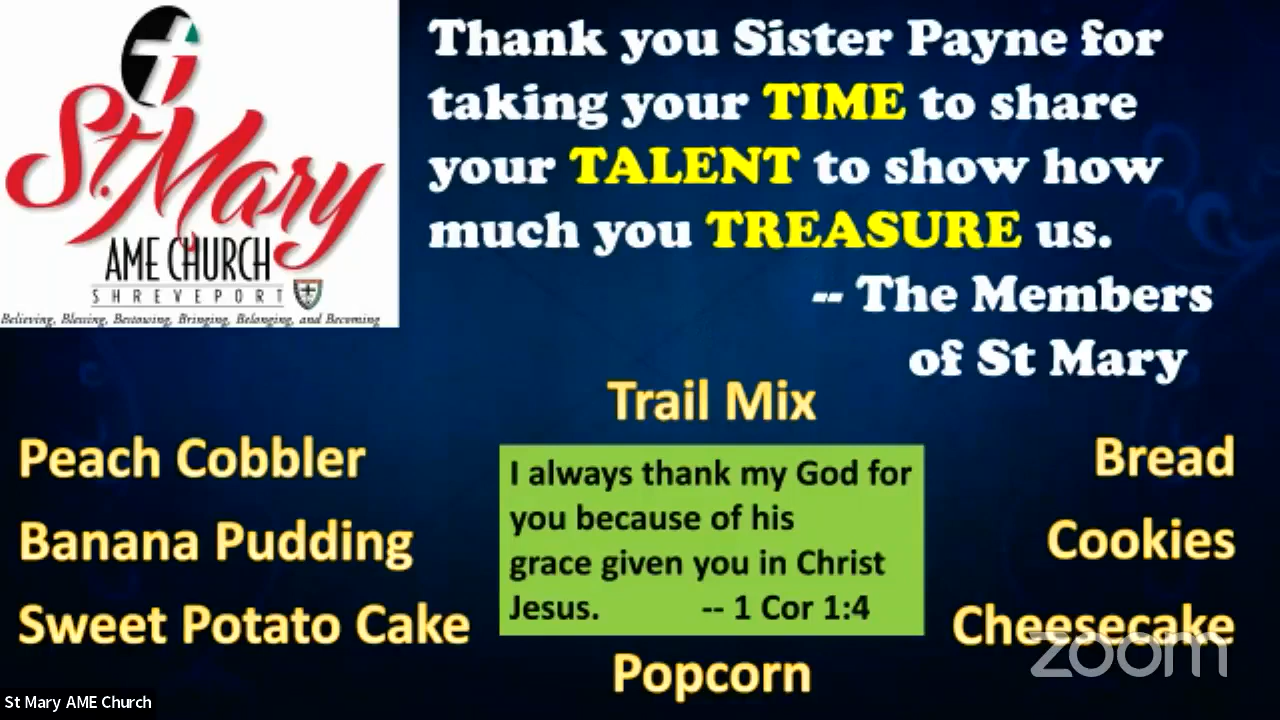 St. Mary
AME CHURCH
SHREVEPORT
Believing, Blessing, Bestowing, Bringing, Belonging, and Becoming
Thank you Sister Payne for
taking your TIME to share
your TALENT to show how
much you TREASURE us.
-- The Members
of St Mary
Trail Mix
Peach Cobbler
Banana Pudding
Sweet Potato Cake
I always thank my God for
you because of his
grace given you in Christ
Jesus. -- 1 Cor 1:4
Bread
Cookies
Cheesecake
Popcorn
zoom
St Mary AME Church